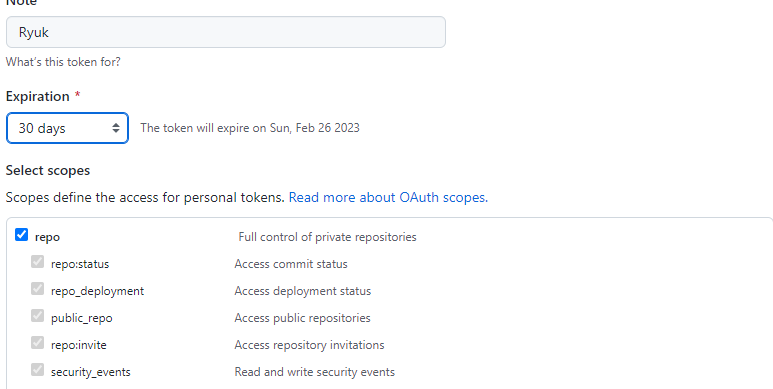 Note
Ryuk
What's this token for?
Expiration *
30 days The token will expire on Sun, Feb 26 2023
Select scopes
Scopes define the access for personal tokens. Read more about OAuth scopes.
repo Full control of private repositories
repo:status Access commit status
repo_deployment Access deployment status
public_repo Access public repositories
repo:invite Access repository invitations
security_events Read and write security events